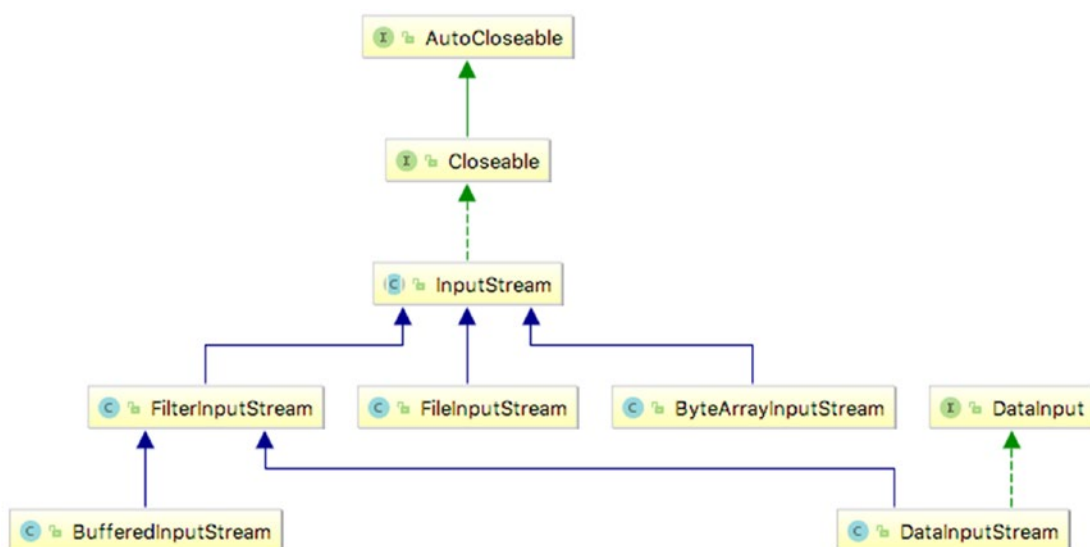 I AutoCloseable
I Closeable
C InputStream
C FilterInputStream
C FileInputStream
C ByteArrayInputStream
I DataInput
C BufferedInputStream
C DataInputStream